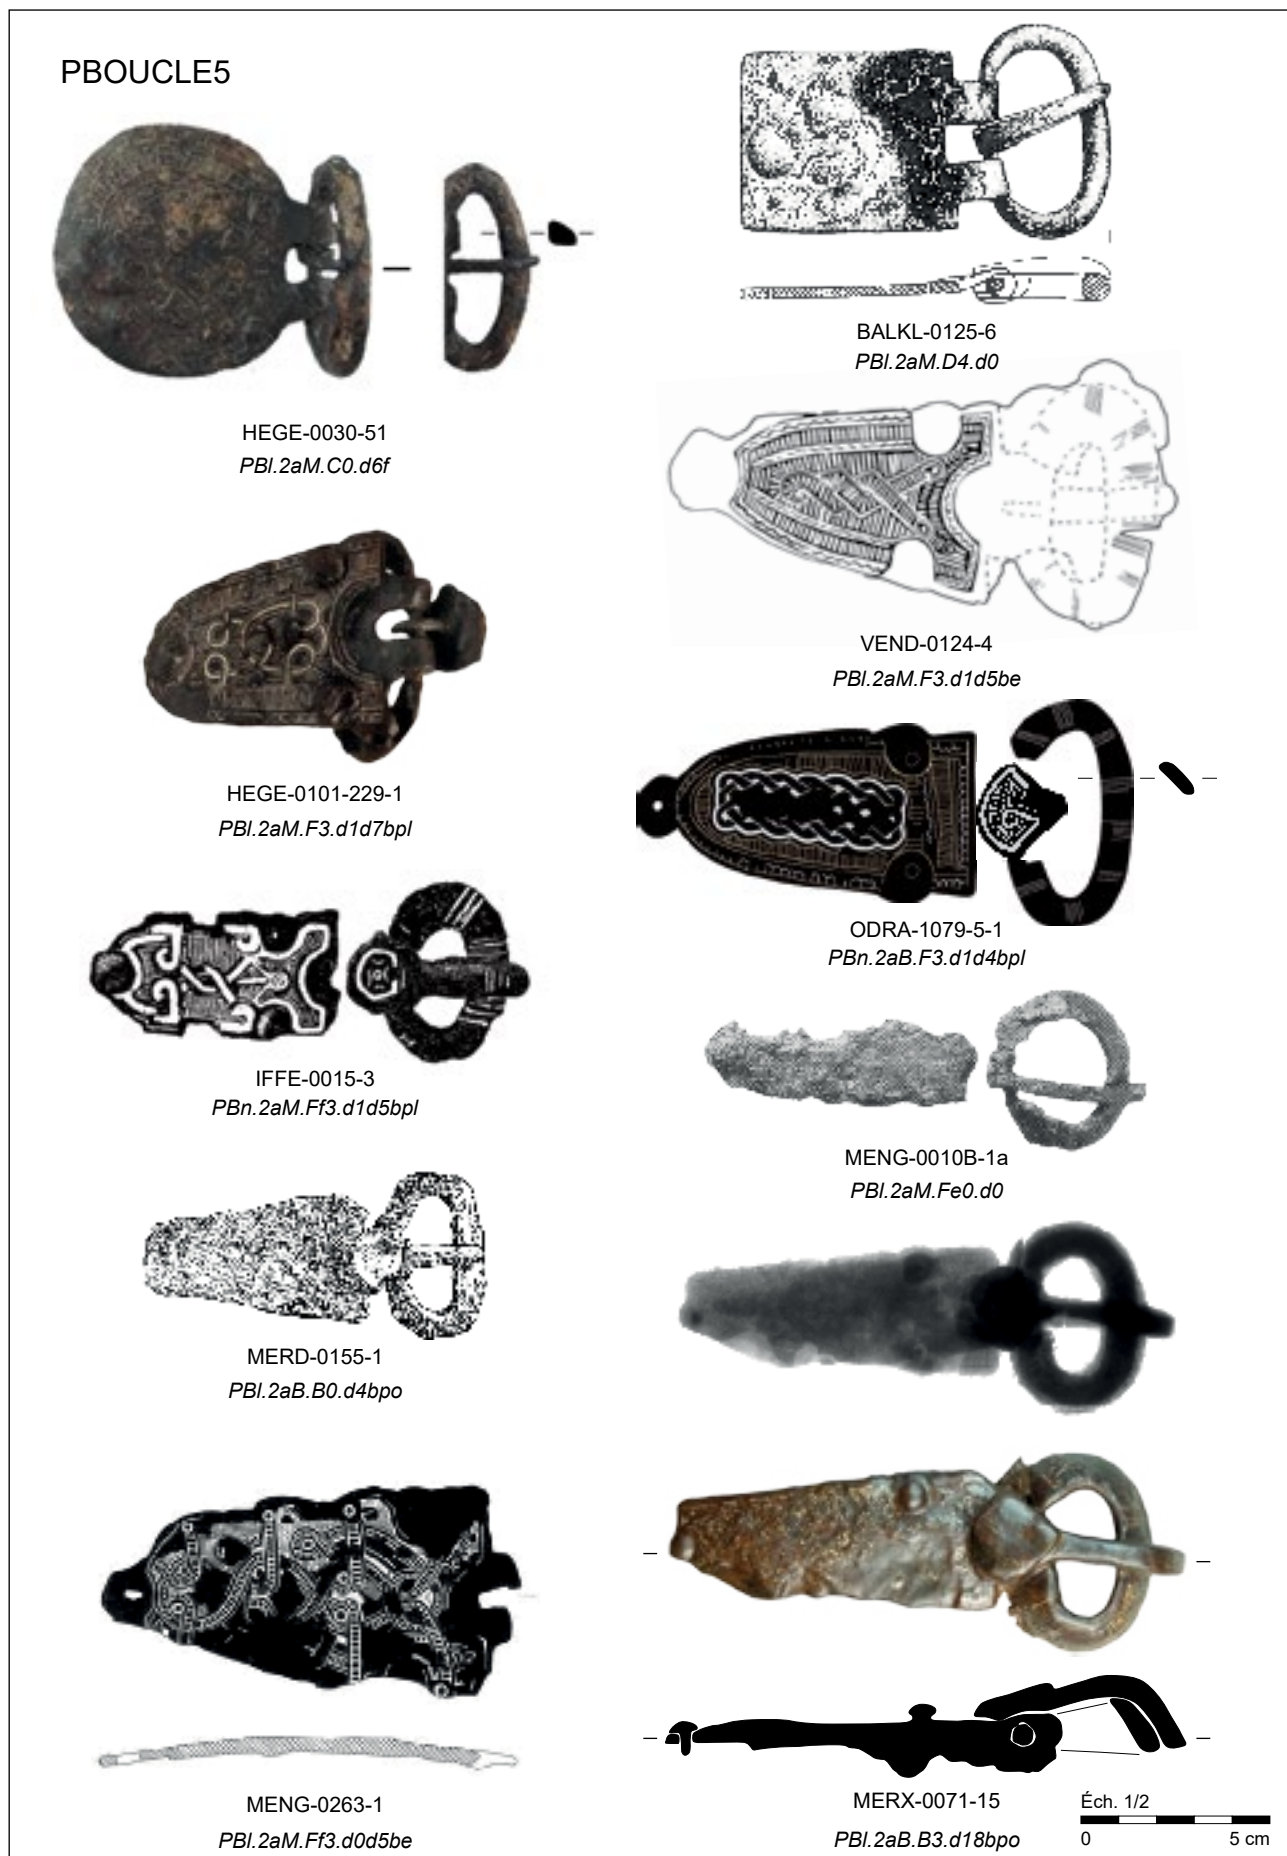 PBOUCLE5
HEGE-0030-51
PBl.2aM.C0.d6f
BALKL-0125-6
PBl.2aM.D4.d0
VEND-0124-4
PBl.2aM.F3.d1d5be
HEGE-0101-229-1
PBl.2aM.F3.d1d7bpl
ODRA-1079-5-1
PBn.2aB.F3.d1d4bpl
IFFE-0015-3
PBn.2aM.Ff3.d1d5bpl
MENG-0010B-1a
PBl.2aM.Fe0.d0
MERD-0155-1
PBl.2aB.B0.d4bpo
MENG-0263-1
PBl.2aM.Ff3.d0d5be
MERX-0071-15
PBl.2aB.B3.d18bpo
Éch. 1/2
0 5 cm